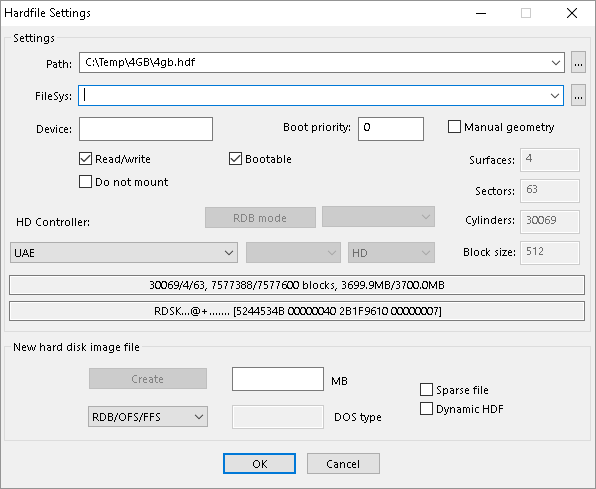 Hardfile Settings
Settings
Path: C:\Temp\4GB\4gb.hdf ...
FileSys: ...
Device: Boot priority: 0 Manual geometry
Read/write Bootable Surfaces: 4
Do not mount Sectors: 63
HD Controller: RDB mode Cylinders: 30069
UAE HD Block size: 512
30069/4/63, 7577388/7577600 blocks, 3699.9MB/3700.0MB
RDSK...@+....... [5244534B 00000040 2B1F9610 00000007]
New hard disk image file
Create MB Sparse file
RDB/OFS/FFS DOS type Dynamic HDF
OK Cancel